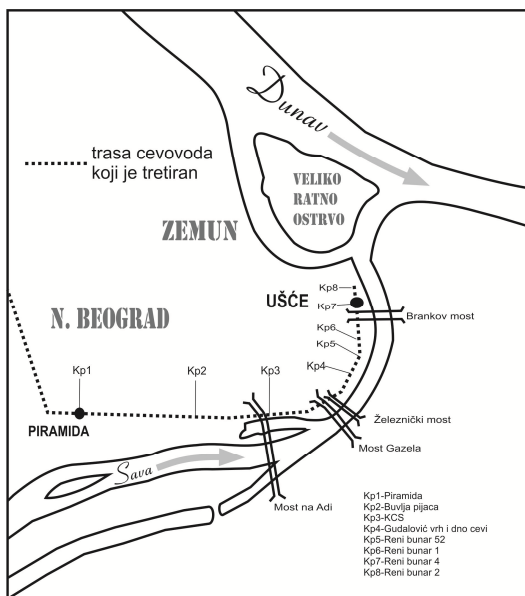 Dunav
trasa cevovoda
koji je tretiran
VELIKO
RATNO
OSTRVO
ZEMUN
Kp8
UŠĆE
Kp7
Brankov most
N. BEOGRAD
Kp6
Kp5
Kp4
Kp1
Kp2
Kp3
PIRAMIDA
Železnički most
Most Gazela
Sava
Most na Adi
Kp1-Piramida
Kp2-Buvlja pijaca
Kp3-KCS
Kp4-Gudalović vrh i dno cevi
Kp5-Reni bunar 52
Kp6-Reni bunar 1
Kp7-Reni bunar 4
Kp8-Reni bunar 2